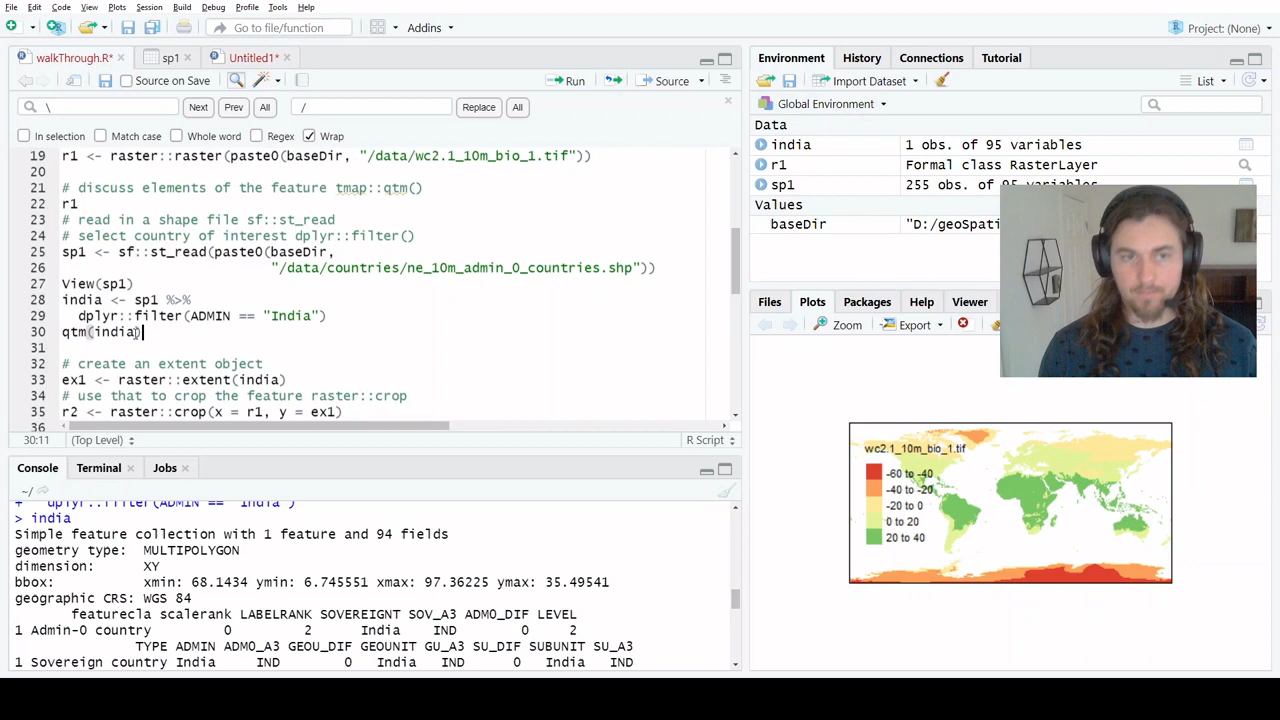 File Edit Code View Plots Session Build Debug Profile Tools Help
Go to file/function Addins Project: (None)
walkThrough.R* sp1 Untitled1*
Source on Save Run Source
\ Next Prev All / Replace All
In selection Match case Whole word Regex Wrap
19 r1 <- raster::raster(paste0(baseDir, "/data/wc2.1_10m_bio_1.tif"))
20
21 # discuss elements of the feature tmap::qtm()
22 r1
23 # read in a shape file sf::st_read
24 # select country of interest dplyr::filter()
25 sp1 <- sf::st_read(paste0(baseDir,
26 "/data/countries/ne_10m_admin_0_countries.shp"))
27 View(sp1)
28 india <- sp1 %>%
29 dplyr::filter(ADMIN == "India")
30 qtm(india)
31
32 # create an extent object
33 ex1 <- raster::extent(india)
34 # use that to crop the feature raster::crop
35 r2 <- raster::crop(x = r1, y = ex1)
36
30:11 (Top Level) R Script
Console Terminal Jobs
~/
+ dplyr::filter(ADMIN == "India")
> india
Simple feature collection with 1 feature and 94 fields
geometry type: MULTIPOLYGON
dimension: XY
bbox: xmin: 68.1434 ymin: 6.745551 xmax: 97.36225 ymax: 35.49541
geographic CRS: WGS 84
featurecla scalerank LABELRANK SOVEREIGNT SOV_A3 ADM0_DIF LEVEL
1 Admin-0 country 0 2 India IND 0 2
TYPE ADMIN ADM0_A3 GEOU_DIF GEOUNIT GU_A3 SU_DIF SUBUNIT SU_A3
1 Sovereign country India IND 0 India IND 0 India IND
Environment History Connections Tutorial
Import Dataset List
Global Environment
Data
india 1 obs. of 95 variables
r1 Formal class RasterLayer
sp1 255 obs. of 95 variables
Values
baseDir "D:/geoSpati
Files Plots Packages Help Viewer
Zoom Export
wc2.1_10m_bio_1.tif
-60 to -40
-40 to -20
-20 to 0
0 to 20
20 to 40